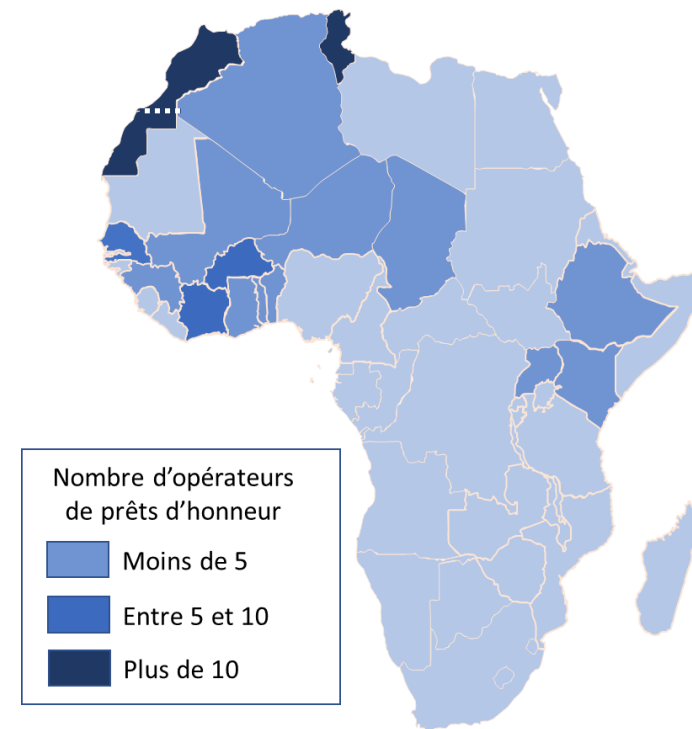 Nombre d’opérateurs
de prêts d’honneur
Moins de 5
Entre 5 et 10
Plus de 10